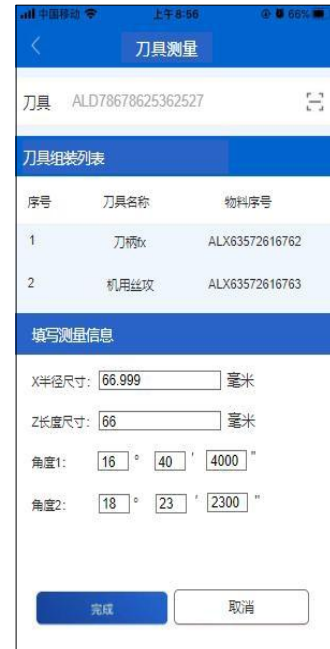 中国移动 上午8:56 66%
刀具测量
刀具 ALD78678625362527
刀具组装列表
序号 刀具名称 物料序号
1 刀柄fx ALX63572616762
2 机用丝攻 ALX63572616763
填写测量信息
X半径尺寸: 66.999 毫米
Z长度尺寸: 66 毫米
角度1: 16 ° 40 ′ 4000 "
角度2: 18 ° 23 ′ 2300 "
完成 取消